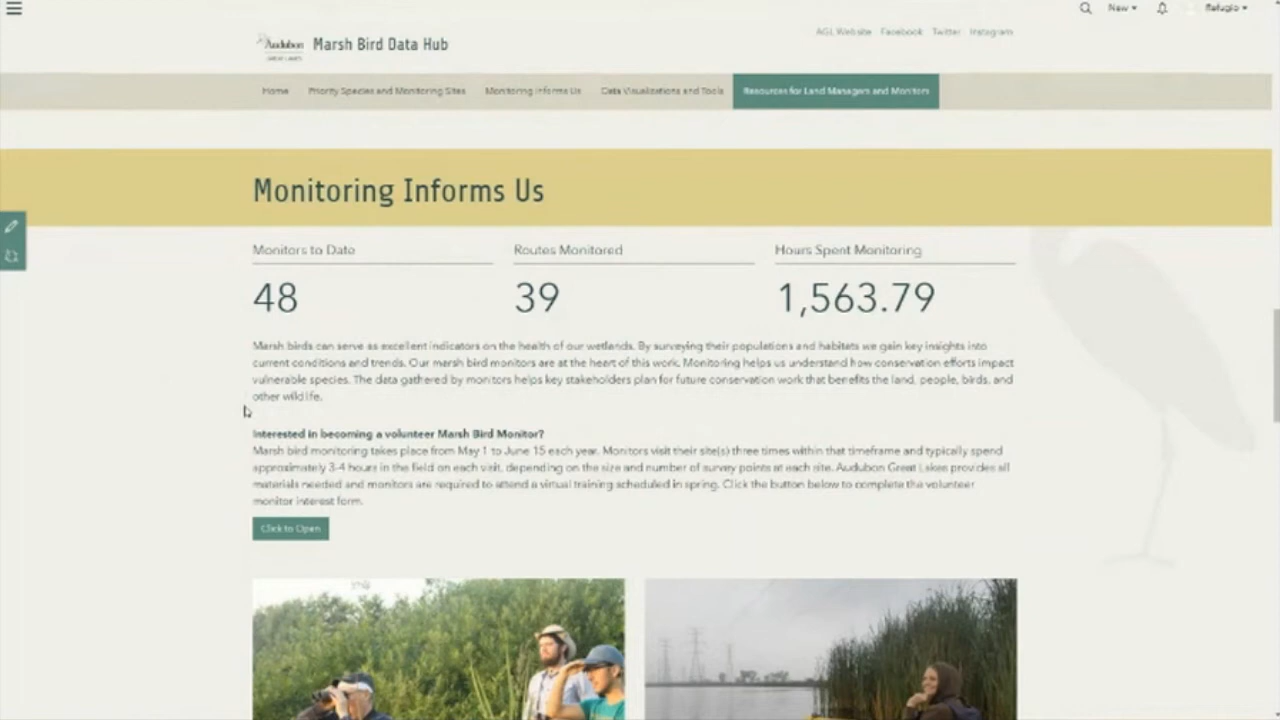 New
Refugio
Audubon
GREAT LAKES
Marsh Bird Data Hub
AGL Website Facebook Twitter Instagram
Home Priority Species and Monitoring Sites Monitoring Informs Us Data Visualizations and Tools Resources for Land Managers and Monitors
Monitoring Informs Us
Monitors to Date Routes Monitored Hours Spent Monitoring
48 39 1,563.79
Marsh birds can serve as excellent indicators on the health of our wetlands. By surveying their populations and habitats we gain key insights into
current conditions and trends. Our marsh bird monitors are at the heart of this work. Monitoring helps us understand how conservation efforts impact
vulnerable species. The data gathered by monitors helps key stakeholders plan for future conservation work that benefits the land, people, birds, and
other wildlife.
Interested in becoming a volunteer Marsh Bird Monitor?
Marsh bird monitoring takes place from May 1 to June 15 each year. Monitors visit their site(s) three times within that timeframe and typically spend
approximately 3-4 hours in the field on each visit, depending on the size and number of survey points at each site. Audubon Great Lakes provides all
materials needed and monitors are required to attend a virtual training scheduled in spring. Click the button below to complete the volunteer
monitor interest form.
Click to Open